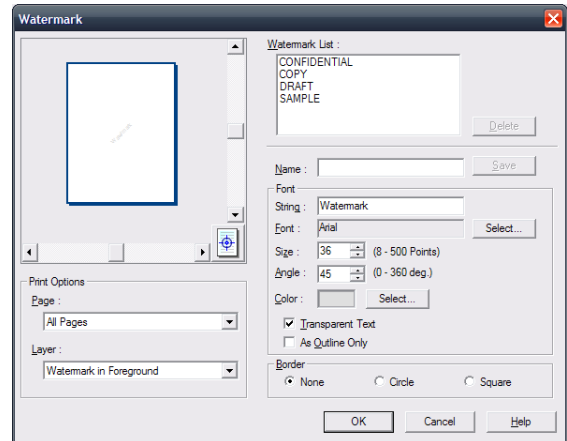 Watermark
Watermark List :
CONFIDENTIAL
COPY
DRAFT
SAMPLE
Delete
Name :
Save
Font
String :
Watermark
Font :
Arial
Select...
Size :
36
(8 - 500 Points)
Angle :
45
(0 - 360 deg.)
Color :
Select...
Transparent Text
As Outline Only
Print Options
Page :
All Pages
Layer :
Watermark in Foreground
Border
None
Circle
Square
OK
Cancel
Help